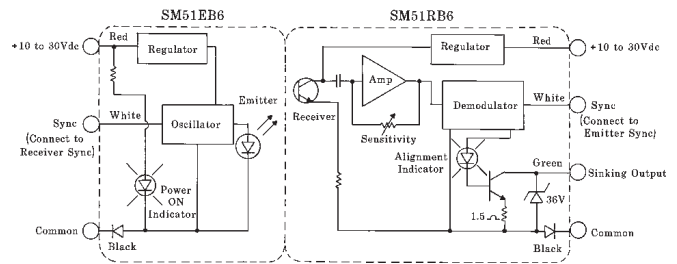 SM51EB6
SM51RB6
+10 to 30Vdc
Red
Regulator
Regulator
Red
+10 to 30Vdc
Amp
Emitter
White
Oscillator
Receiver
Demodulator
White
Sync
(Connect to
Receiver Sync)
Sync
(Connect to
Emitter Sync)
Sensitivity
Alignment
Indicator
Green
Sinking Output
Power
ON
Indicator
36V
1.5
Common
Black
Black
Common